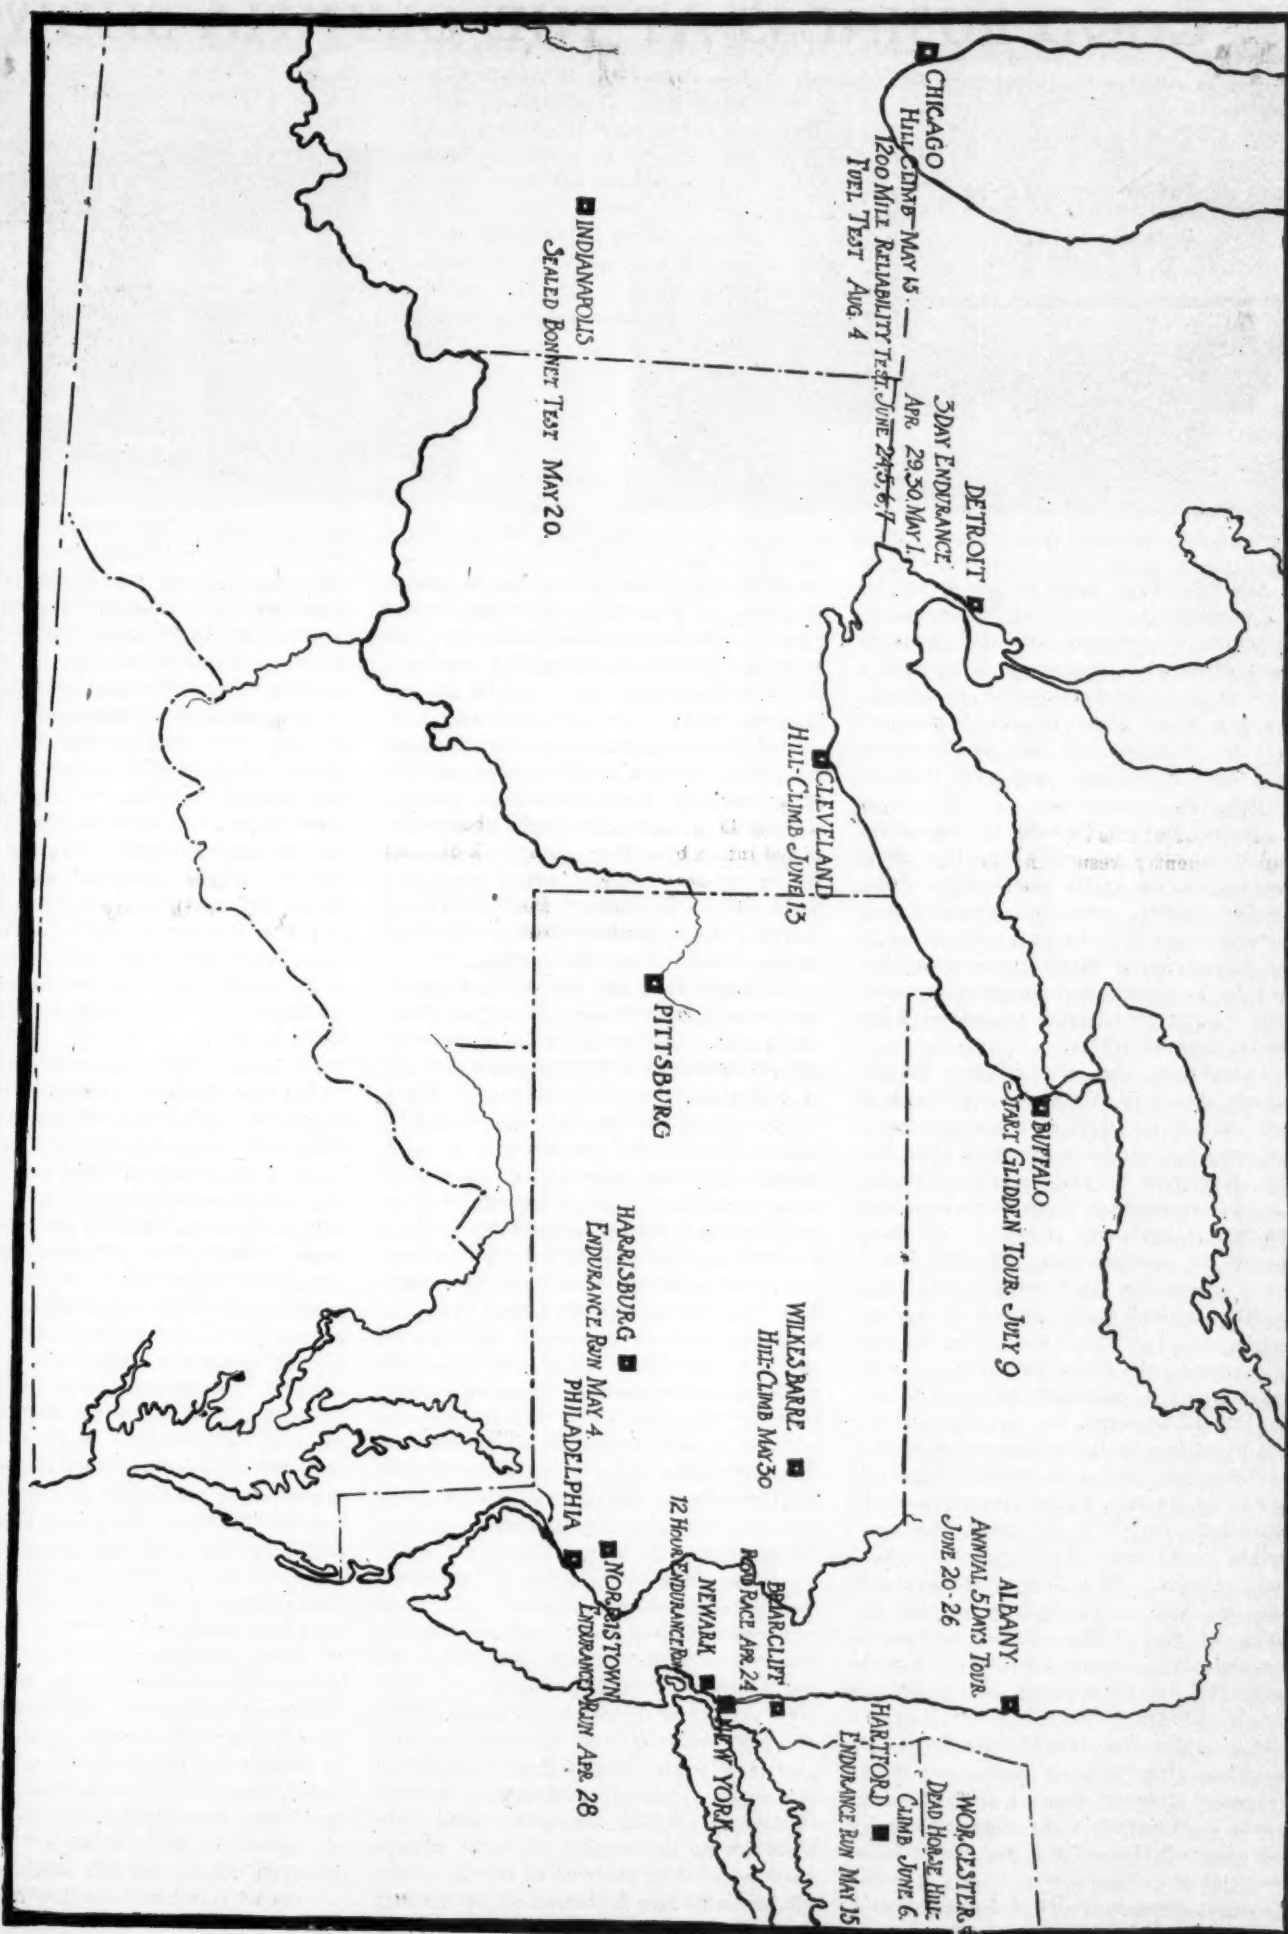 CHICAGO
HILL CLIMB MAY 15
1200 MILE RELIABILITY TEST, JUNE 24,5,6,7
FUEL TEST AUG. 4
DETROIT
3 DAY ENDURANCE
APR 29, 30, MAY 1.
INDIANAPOLIS
SEALED BONNET TEST MAY 20.
CLEVELAND
HILL-CLIMB JUNE 13
BUFFALO
START GLIDDEN TOUR JULY 9
PITTSBURG
HARRISBURG
ENDURANCE RUN MAY 4.
WILKES BARRE
HILL-CLIMB MAY 30
PHILADELPHIA
NORRISTOWN
ENDURANCE RUN APR. 28
12 HOUR ENDURANCE RUN
NEWARK
NEW YORK
BRIARCLIFF
ROAD RACE APR. 24
ALBANY
ANNUAL 5 DAYS TOUR
JUNE 20-26
HARTFORD
ENDURANCE RUN MAY 15
WORCESTER
DEAD HORSE HILL-
CLIMB JUNE 6.